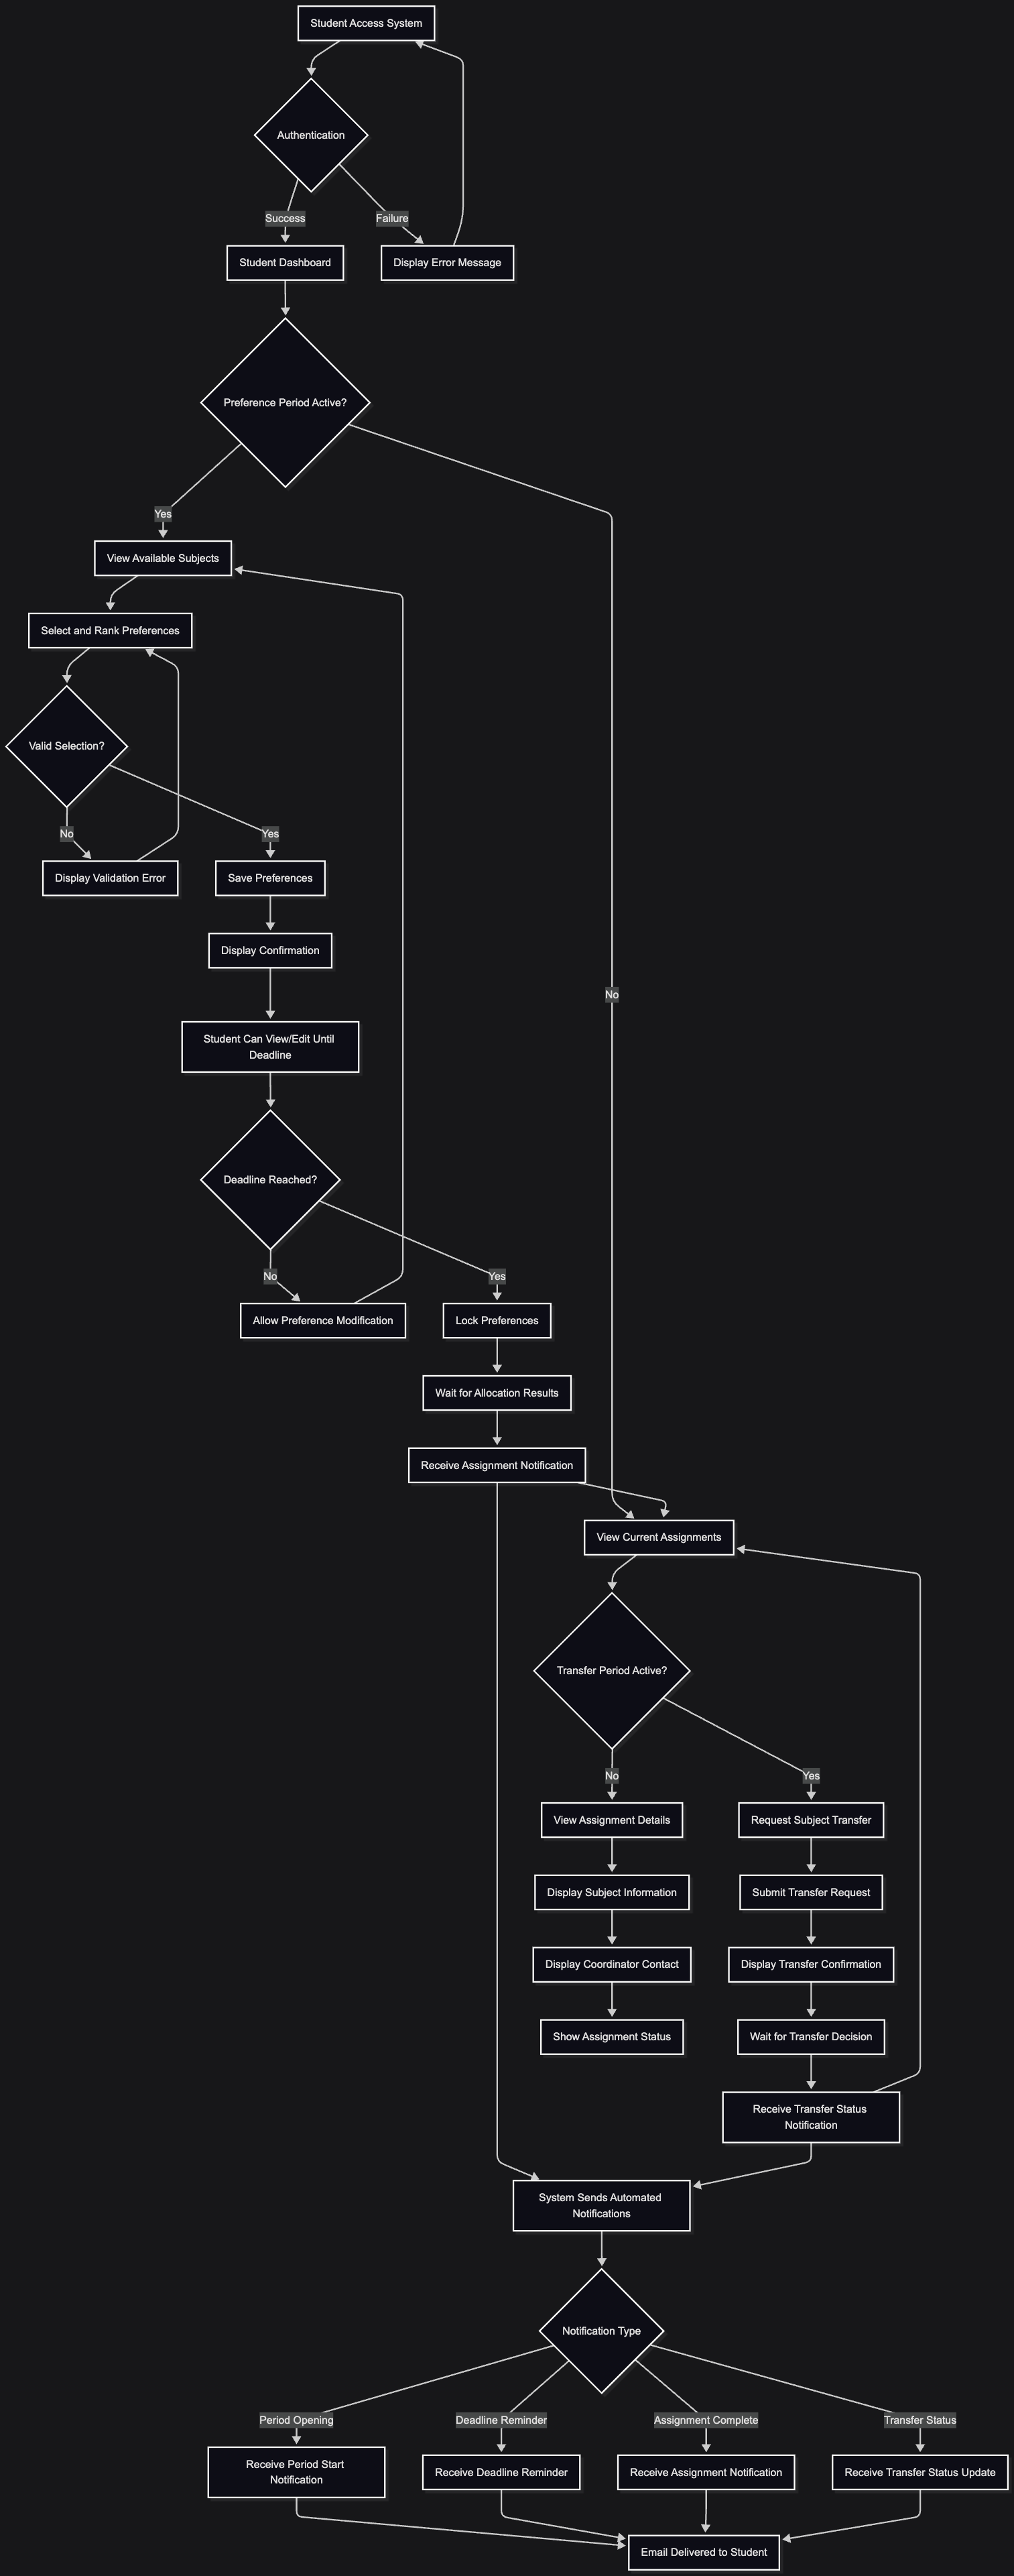 Student Access System
Authentication
Success
Failure
Student Dashboard
Display Error Message
Preference Period Active?
Yes
View Available Subjects
Select and Rank Preferences
Valid Selection?
No
Yes
Display Validation Error
Save Preferences
Display Confirmation
No
Student Can View/Edit Until
Deadline
Deadline Reached?
No
Yes
Allow Preference Modification
Lock Preferences
Wait for Allocation Results
Receive Assignment Notification
View Current Assignments
Transfer Period Active?
No
Yes
View Assignment Details
Request Subject Transfer
Display Subject Information
Submit Transfer Request
Display Coordinator Contact
Display Transfer Confirmation
Show Assignment Status
Wait for Transfer Decision
Receive Transfer Status
Notification
System Sends Automated
Notifications
Notification Type
Period Opening
Deadline Reminder
Assignment Complete
Transfer Status
Receive Period Start
Notification
Receive Deadline Reminder
Receive Assignment Notification
Receive Transfer Status Update
Email Delivered to Student